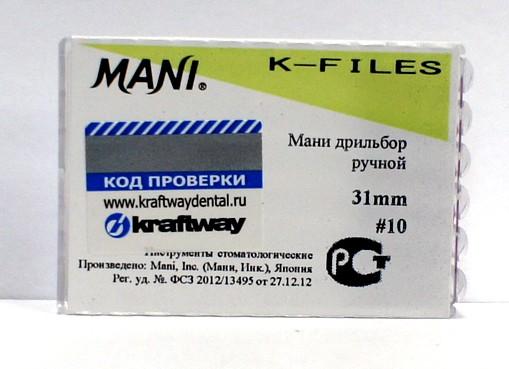 MANI®
K-FILES
Мани дрильбор
ручной
31mm
#10
КОД ПРОВЕРКИ
www.kraftwaydental.ru
kraftway
Инструменты стоматологические
Произведено: Mani, Inc. (Мани, Инк.), Япония
Рег. уд. №. ФСЗ 2012/13495 от 27.12.12
РСТ